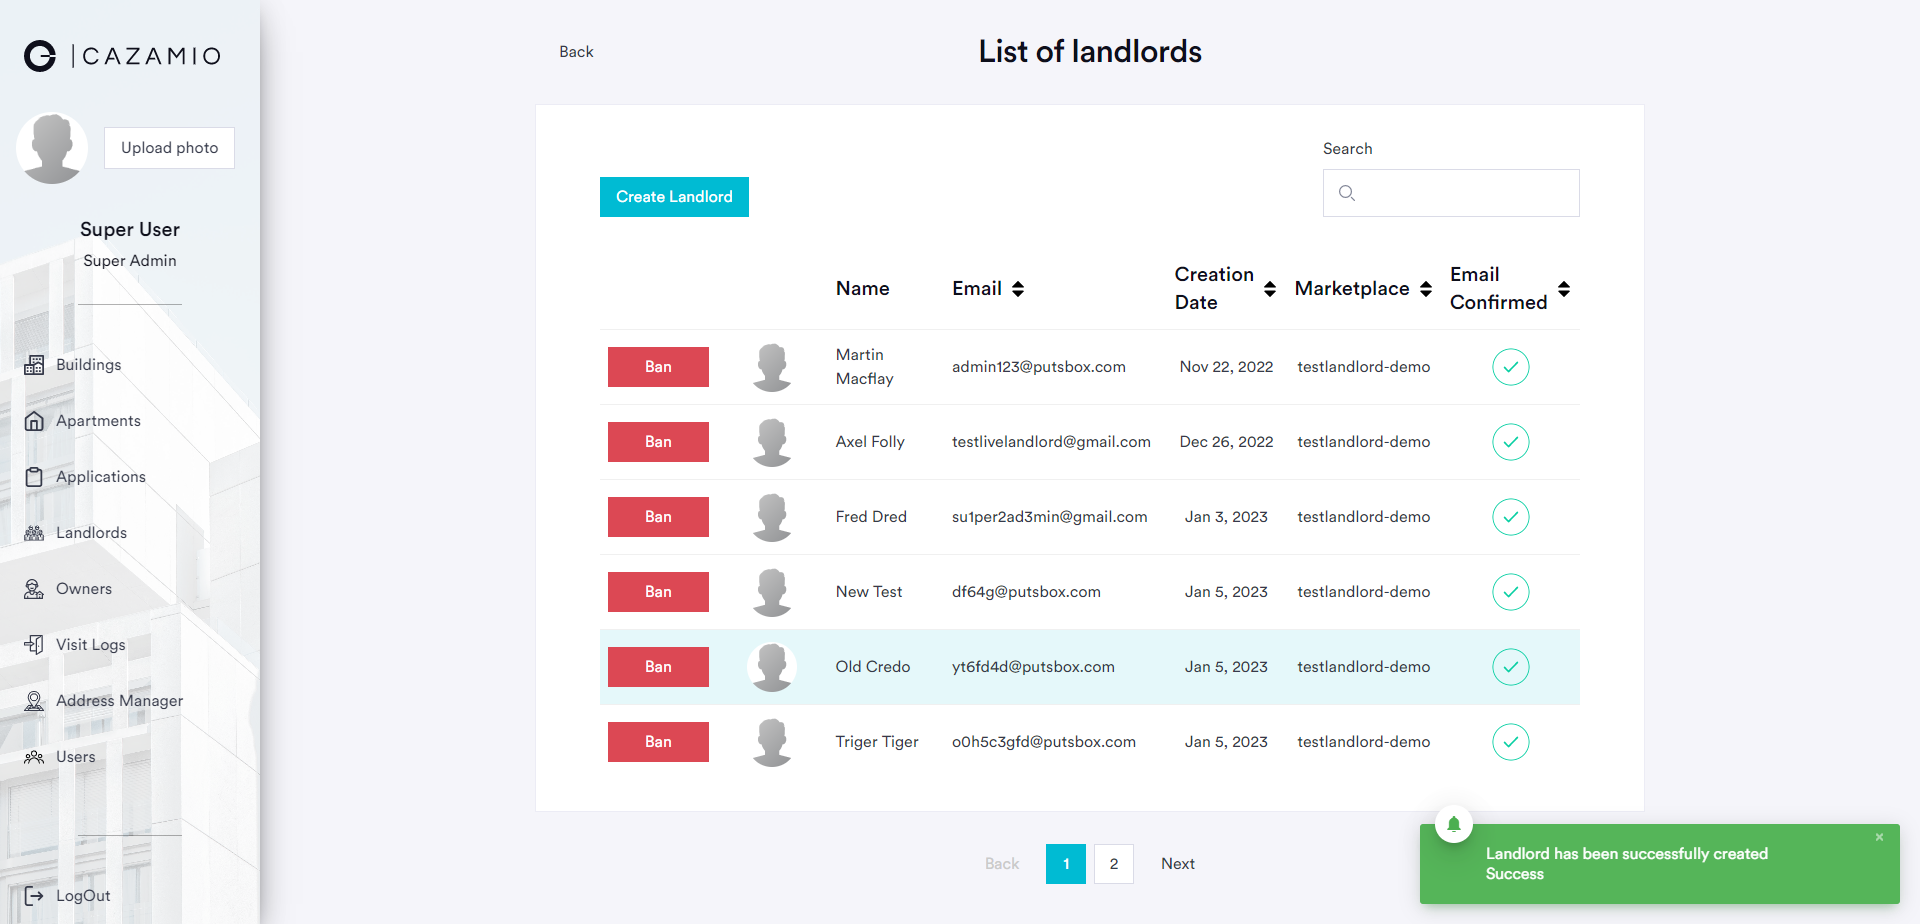 CAZAMIO
Upload photo
Super User
Super Admin
Buildings
Apartments
Applications
Landlords
Owners
Visit Logs
Address Manager
Users
LogOut
Back
List of landlords
Search
Create Landlord
Name Email Creation Date Marketplace Email Confirmed
Ban Martin Macflay admin123@putsbox.com Nov 22, 2022 testlandlord-demo
Ban Axel Folly testlivelandlord@gmail.com Dec 26, 2022 testlandlord-demo
Ban Fred Dred su1per2ad3min@gmail.com Jan 3, 2023 testlandlord-demo
Ban New Test df64g@putsbox.com Jan 5, 2023 testlandlord-demo
Ban Old Credo yt6fd4d@putsbox.com Jan 5, 2023 testlandlord-demo
Ban Triger Tiger o0h5c3gfd@putsbox.com Jan 5, 2023 testlandlord-demo
Back 1 2 Next
Landlord has been successfully created
Success